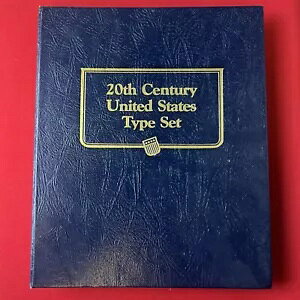 20th Century
United States
Type Set